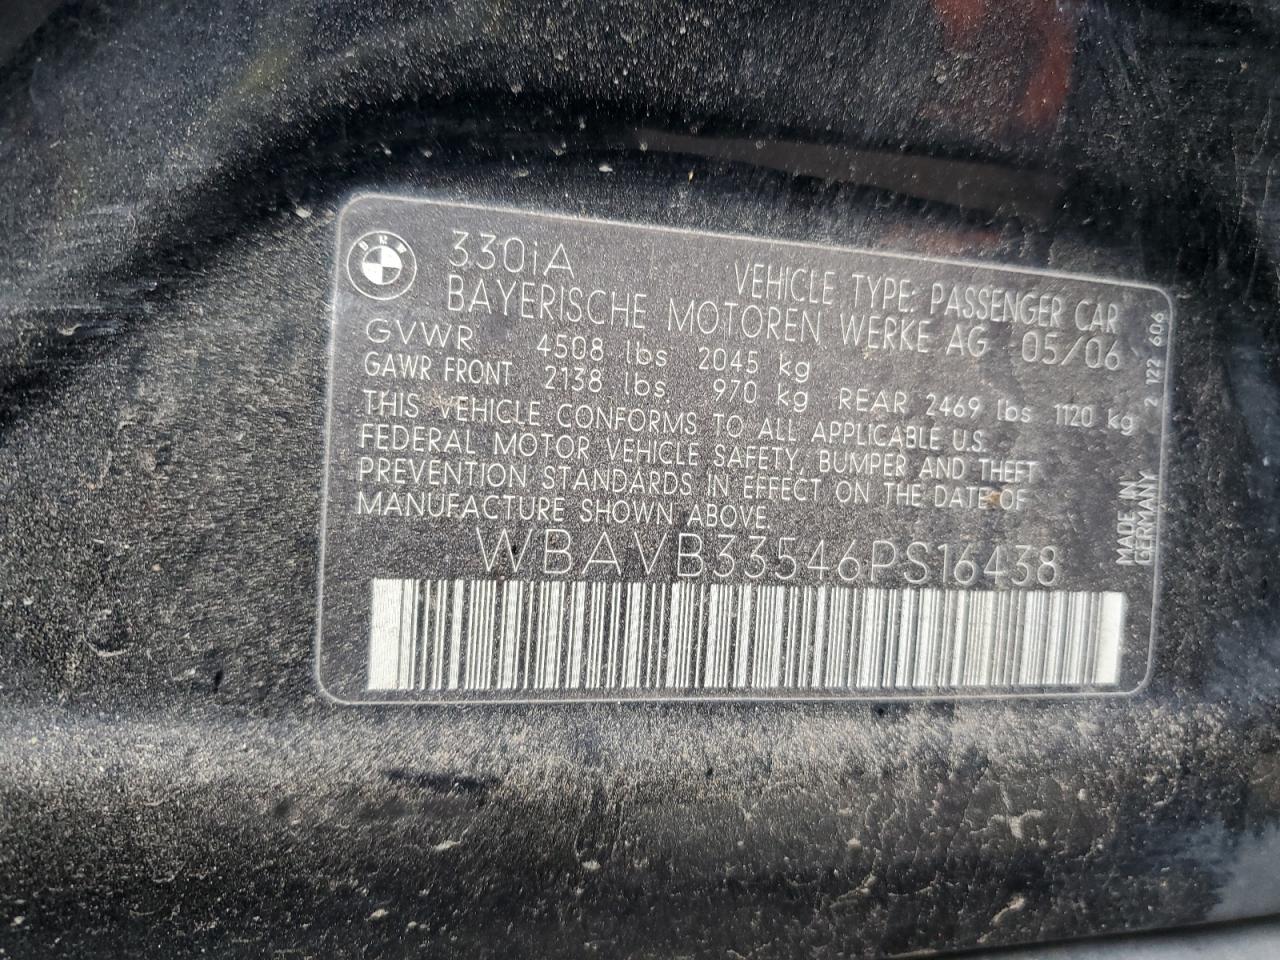 BMW
330iA
VEHICLE TYPE: PASSENGER CAR
BAYERISCHE MOTOREN WERKE AG 05/06
GVWR 4508 lbs 2045 kg
GAWR FRONT 2138 lbs 970 kg REAR 2469 lbs 1120 kg
THIS VEHICLE CONFORMS TO ALL APPLICABLE U.S.
FEDERAL MOTOR VEHICLE SAFETY, BUMPER AND THEFT
PREVENTION STANDARDS IN EFFECT ON THE DATE OF
MANUFACTURE SHOWN ABOVE.
WBAVB33546PS16438
2 122 606
MADE IN
GERMANY